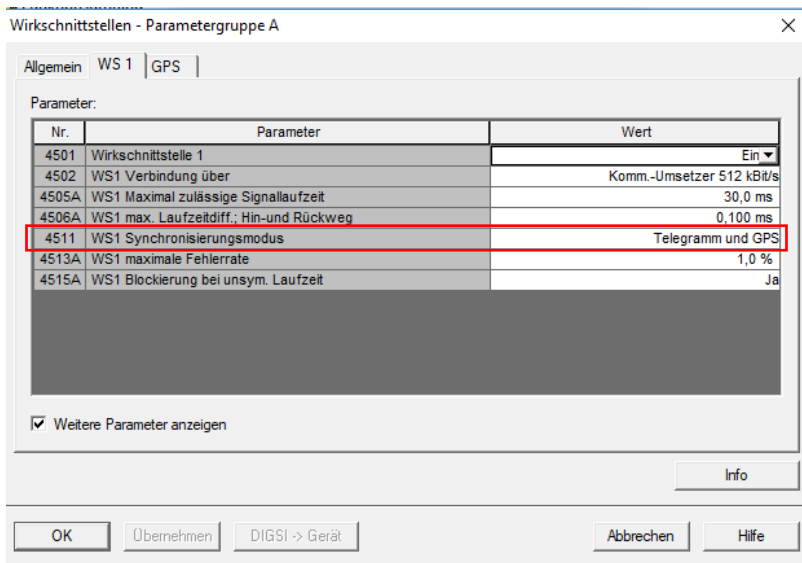 Wirkschnittstellen - Parametergruppe A
Allgemein WS 1 GPS
Parameter:
Nr. Parameter Wert
4501 Wirkschnittstelle 1 Ein
4502 WS1 Verbindung über Komm.-Umsetzer 512 kBit/s
4505A WS1 Maximal zulässige Signallaufzeit 30,0 ms
4506A WS1 max. Laufzeitdiff.; Hin-und Rückweg 0,100 ms
4511 WS1 Synchronisierungsmodus Telegramm und GPS
4513A WS1 maximale Fehlerrate 1,0 %
4515A WS1 Blockierung bei unsym. Laufzeit Ja
Weitere Parameter anzeigen
Info
OK Übernehmen DIGSI -> Gerät Abbrechen Hilfe